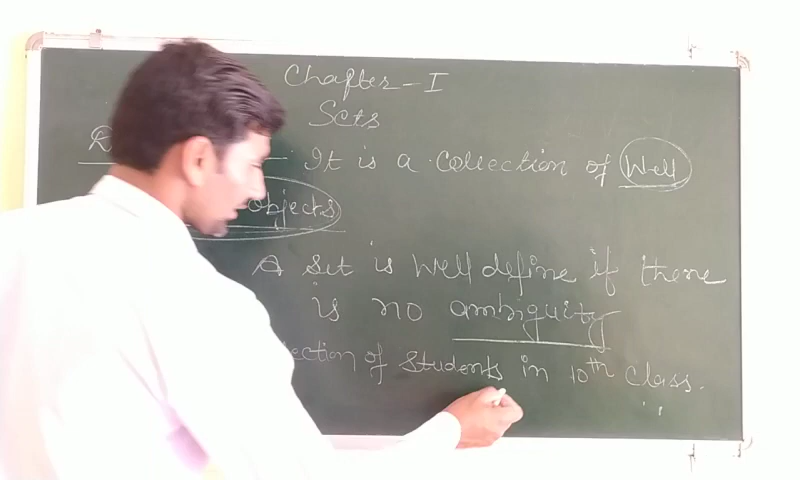 Chapter - I
Sets
It is a collection of Well
objects
A set is well define if there
is no ambiguity
ection of Students in 10th Class.